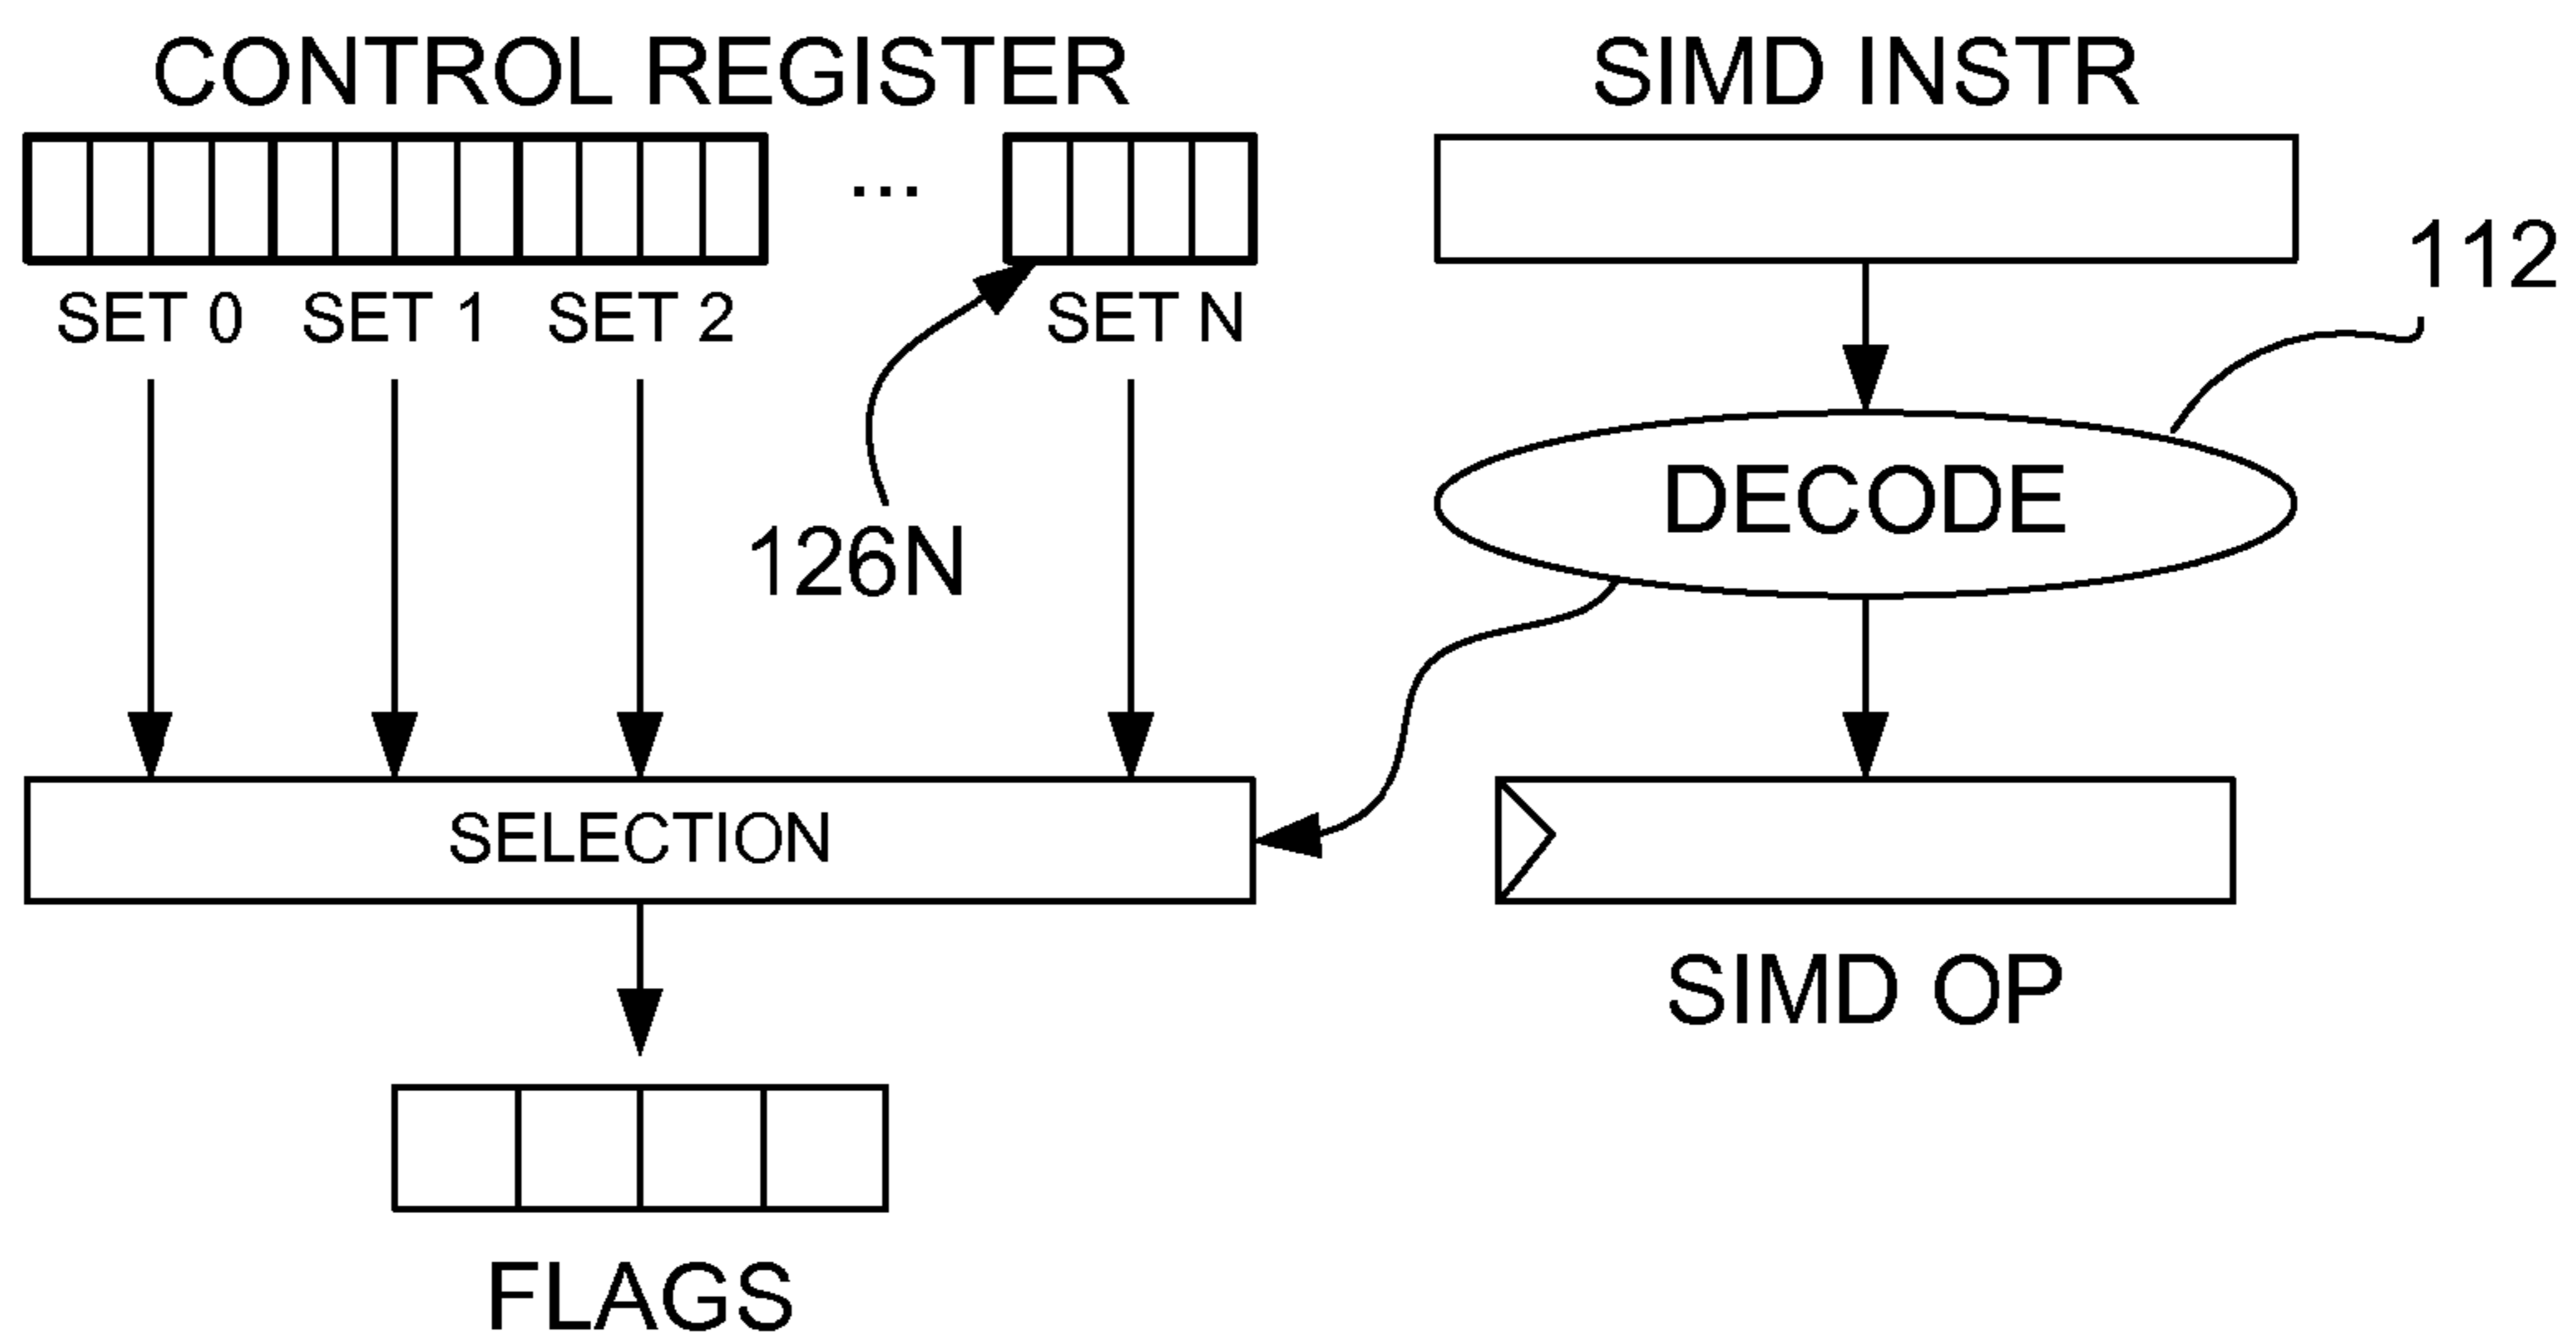 CONTROL REGISTER
SIMD INSTR
...
112
SET 0
SET 1
SET 2
SET N
DECODE
126N
SELECTION
SIMD OP
FLAGS